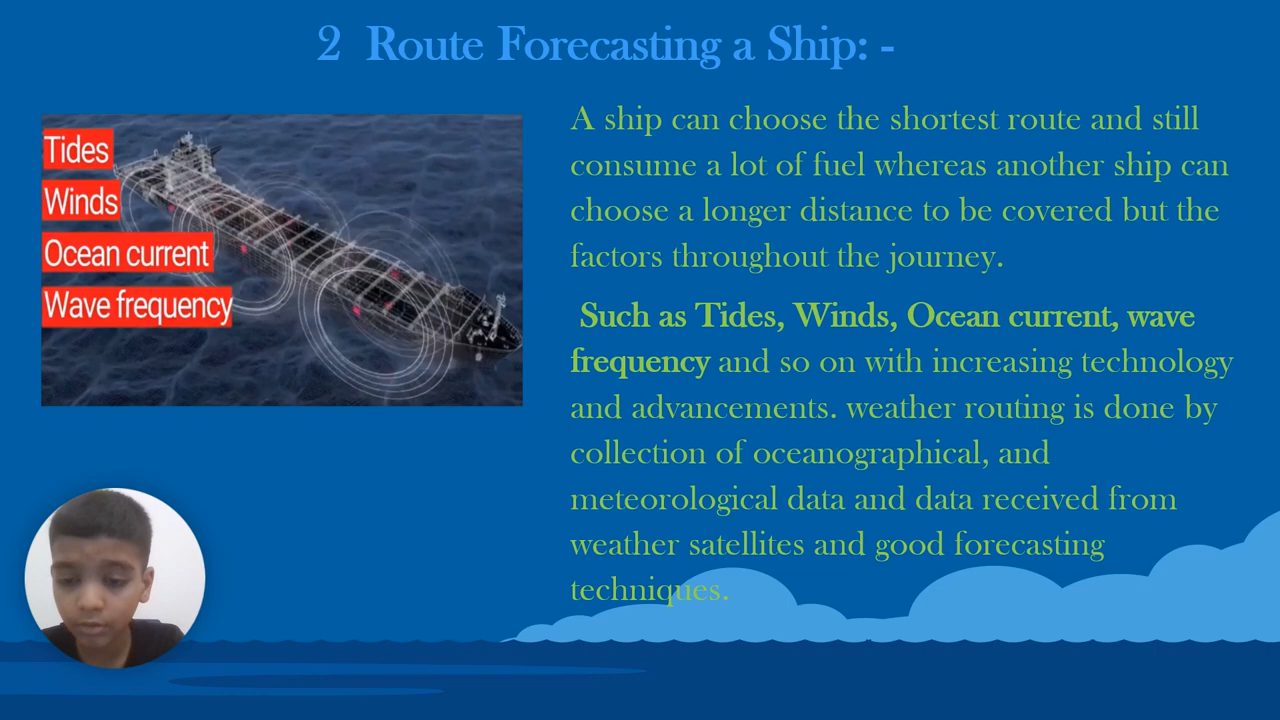 2 Route Forecasting a Ship: -
Tides
Winds
Ocean current
Wave frequency
A ship can choose the shortest route and still
consume a lot of fuel whereas another ship can
choose a longer distance to be covered but the
factors throughout the journey.
Such as Tides, Winds, Ocean current, wave
frequency and so on with increasing technology
and advancements. weather routing is done by
collection of oceanographical, and
meteorological data and data received from
weather satellites and good forecasting
techniques.